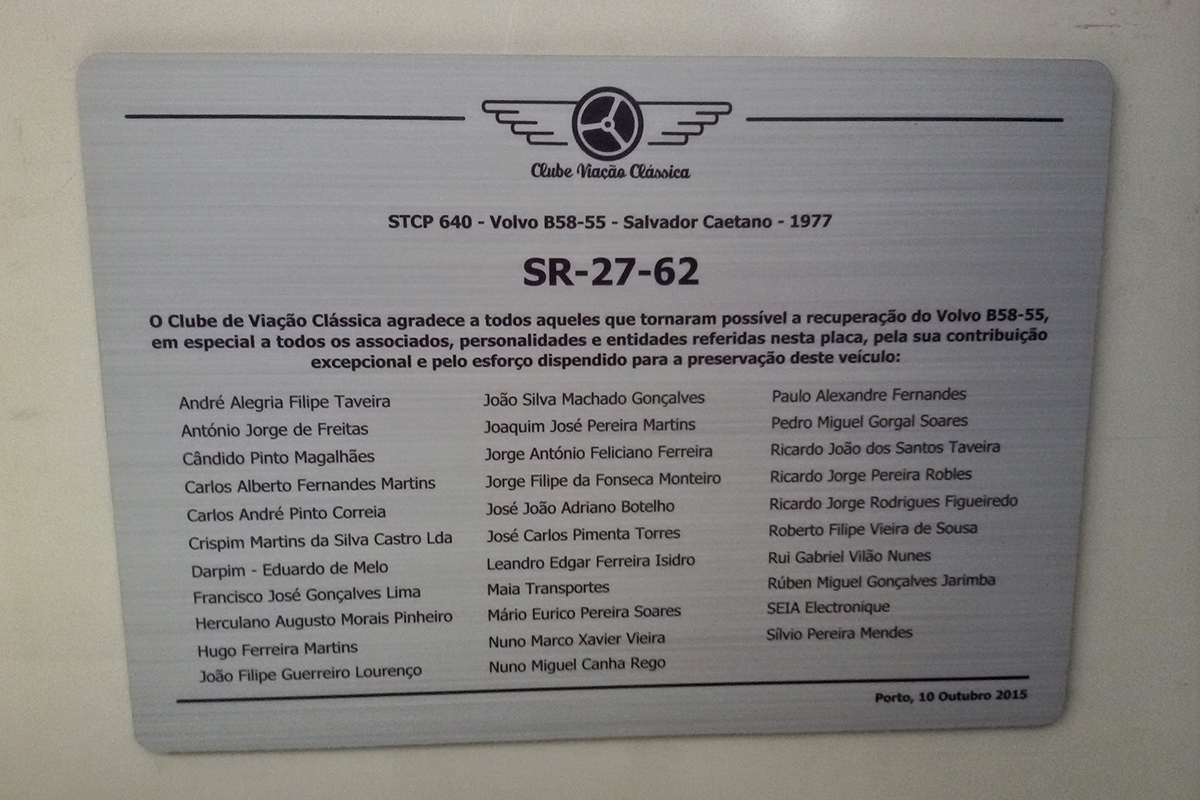 Clube Viação Clássica
STCP 640 - Volvo B58-55 - Salvador Caetano - 1977
SR-27-62
O Clube de Viação Clássica agradece a todos aqueles que tornaram possível a recuperação do Volvo B58-55,
em especial a todos os associados, personalidades e entidades referidas nesta placa, pela sua contribuição
excepcional e pelo esforço dispendido para a preservação deste veículo:
André Alegria Filipe Taveira
António Jorge de Freitas
Cândido Pinto Magalhães
Carlos Alberto Fernandes Martins
Carlos André Pinto Correia
Crispim Martins da Silva Castro Lda
Darpim - Eduardo de Melo
Francisco José Gonçalves Lima
Herculano Augusto Morais Pinheiro
Hugo Ferreira Martins
João Filipe Guerreiro Lourenço
João Silva Machado Gonçalves
Joaquim José Pereira Martins
Jorge António Feliciano Ferreira
Jorge Filipe da Fonseca Monteiro
José João Adriano Botelho
José Carlos Pimenta Torres
Leandro Edgar Ferreira Isidro
Maia Transportes
Mário Eurico Pereira Soares
Nuno Marco Xavier Vieira
Nuno Miguel Canha Rego
Paulo Alexandre Fernandes
Pedro Miguel Gorgal Soares
Ricardo João dos Santos Taveira
Ricardo Jorge Pereira Robles
Ricardo Jorge Rodrigues Figueiredo
Roberto Filipe Vieira de Sousa
Rui Gabriel Vilão Nunes
Rúben Miguel Gonçalves Jarimba
SEIA Electronique
Sílvio Pereira Mendes
Porto, 10 Outubro 2015